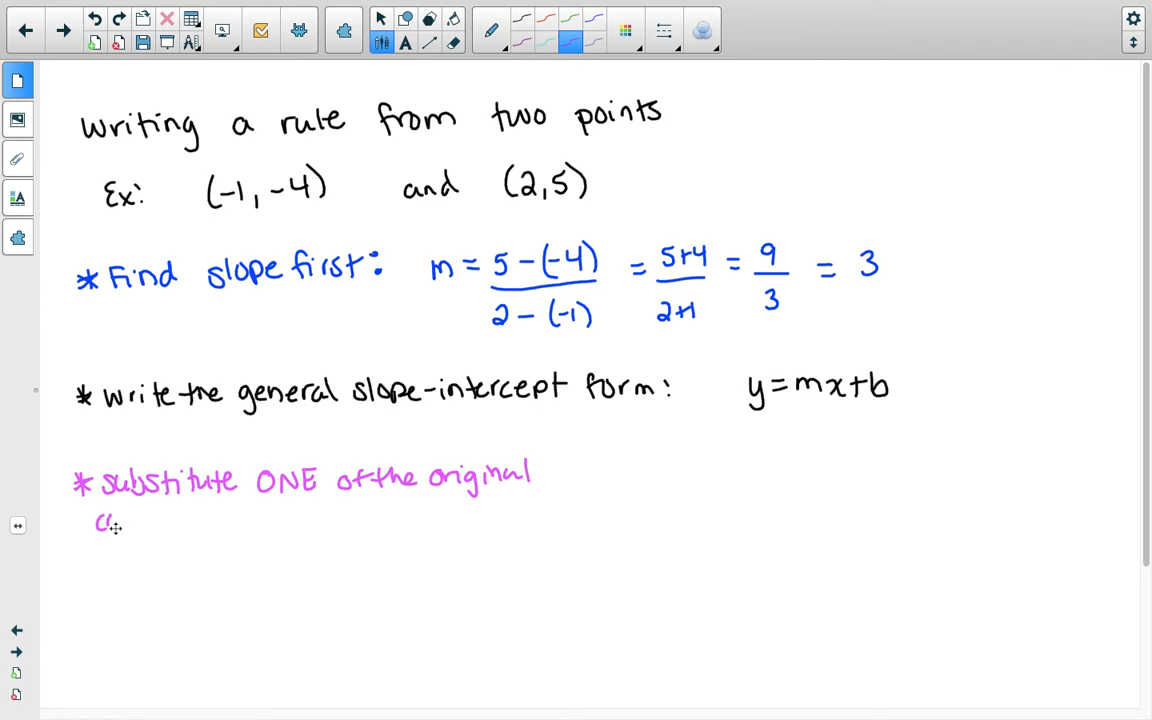 writing a rule from two points
Ex: (-1, -4) and (2,5)
* Find slope first: m = 5 - (-4) / 2 - (-1) = 5+4 / 2+1 = 9 / 3 = 3
* write the general slope-intercept form: y = mx+b
* substitute ONE of the original